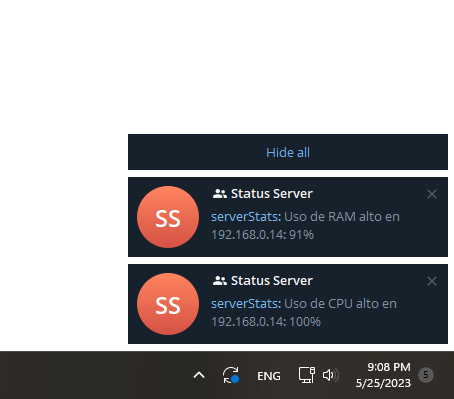 Hide all
SS
Status Server
serverStats: Uso de RAM alto en
192.168.0.14: 91%
SS
Status Server
serverStats: Uso de CPU alto en
192.168.0.14: 100%
ENG
9:08 PM
5/25/2023
5